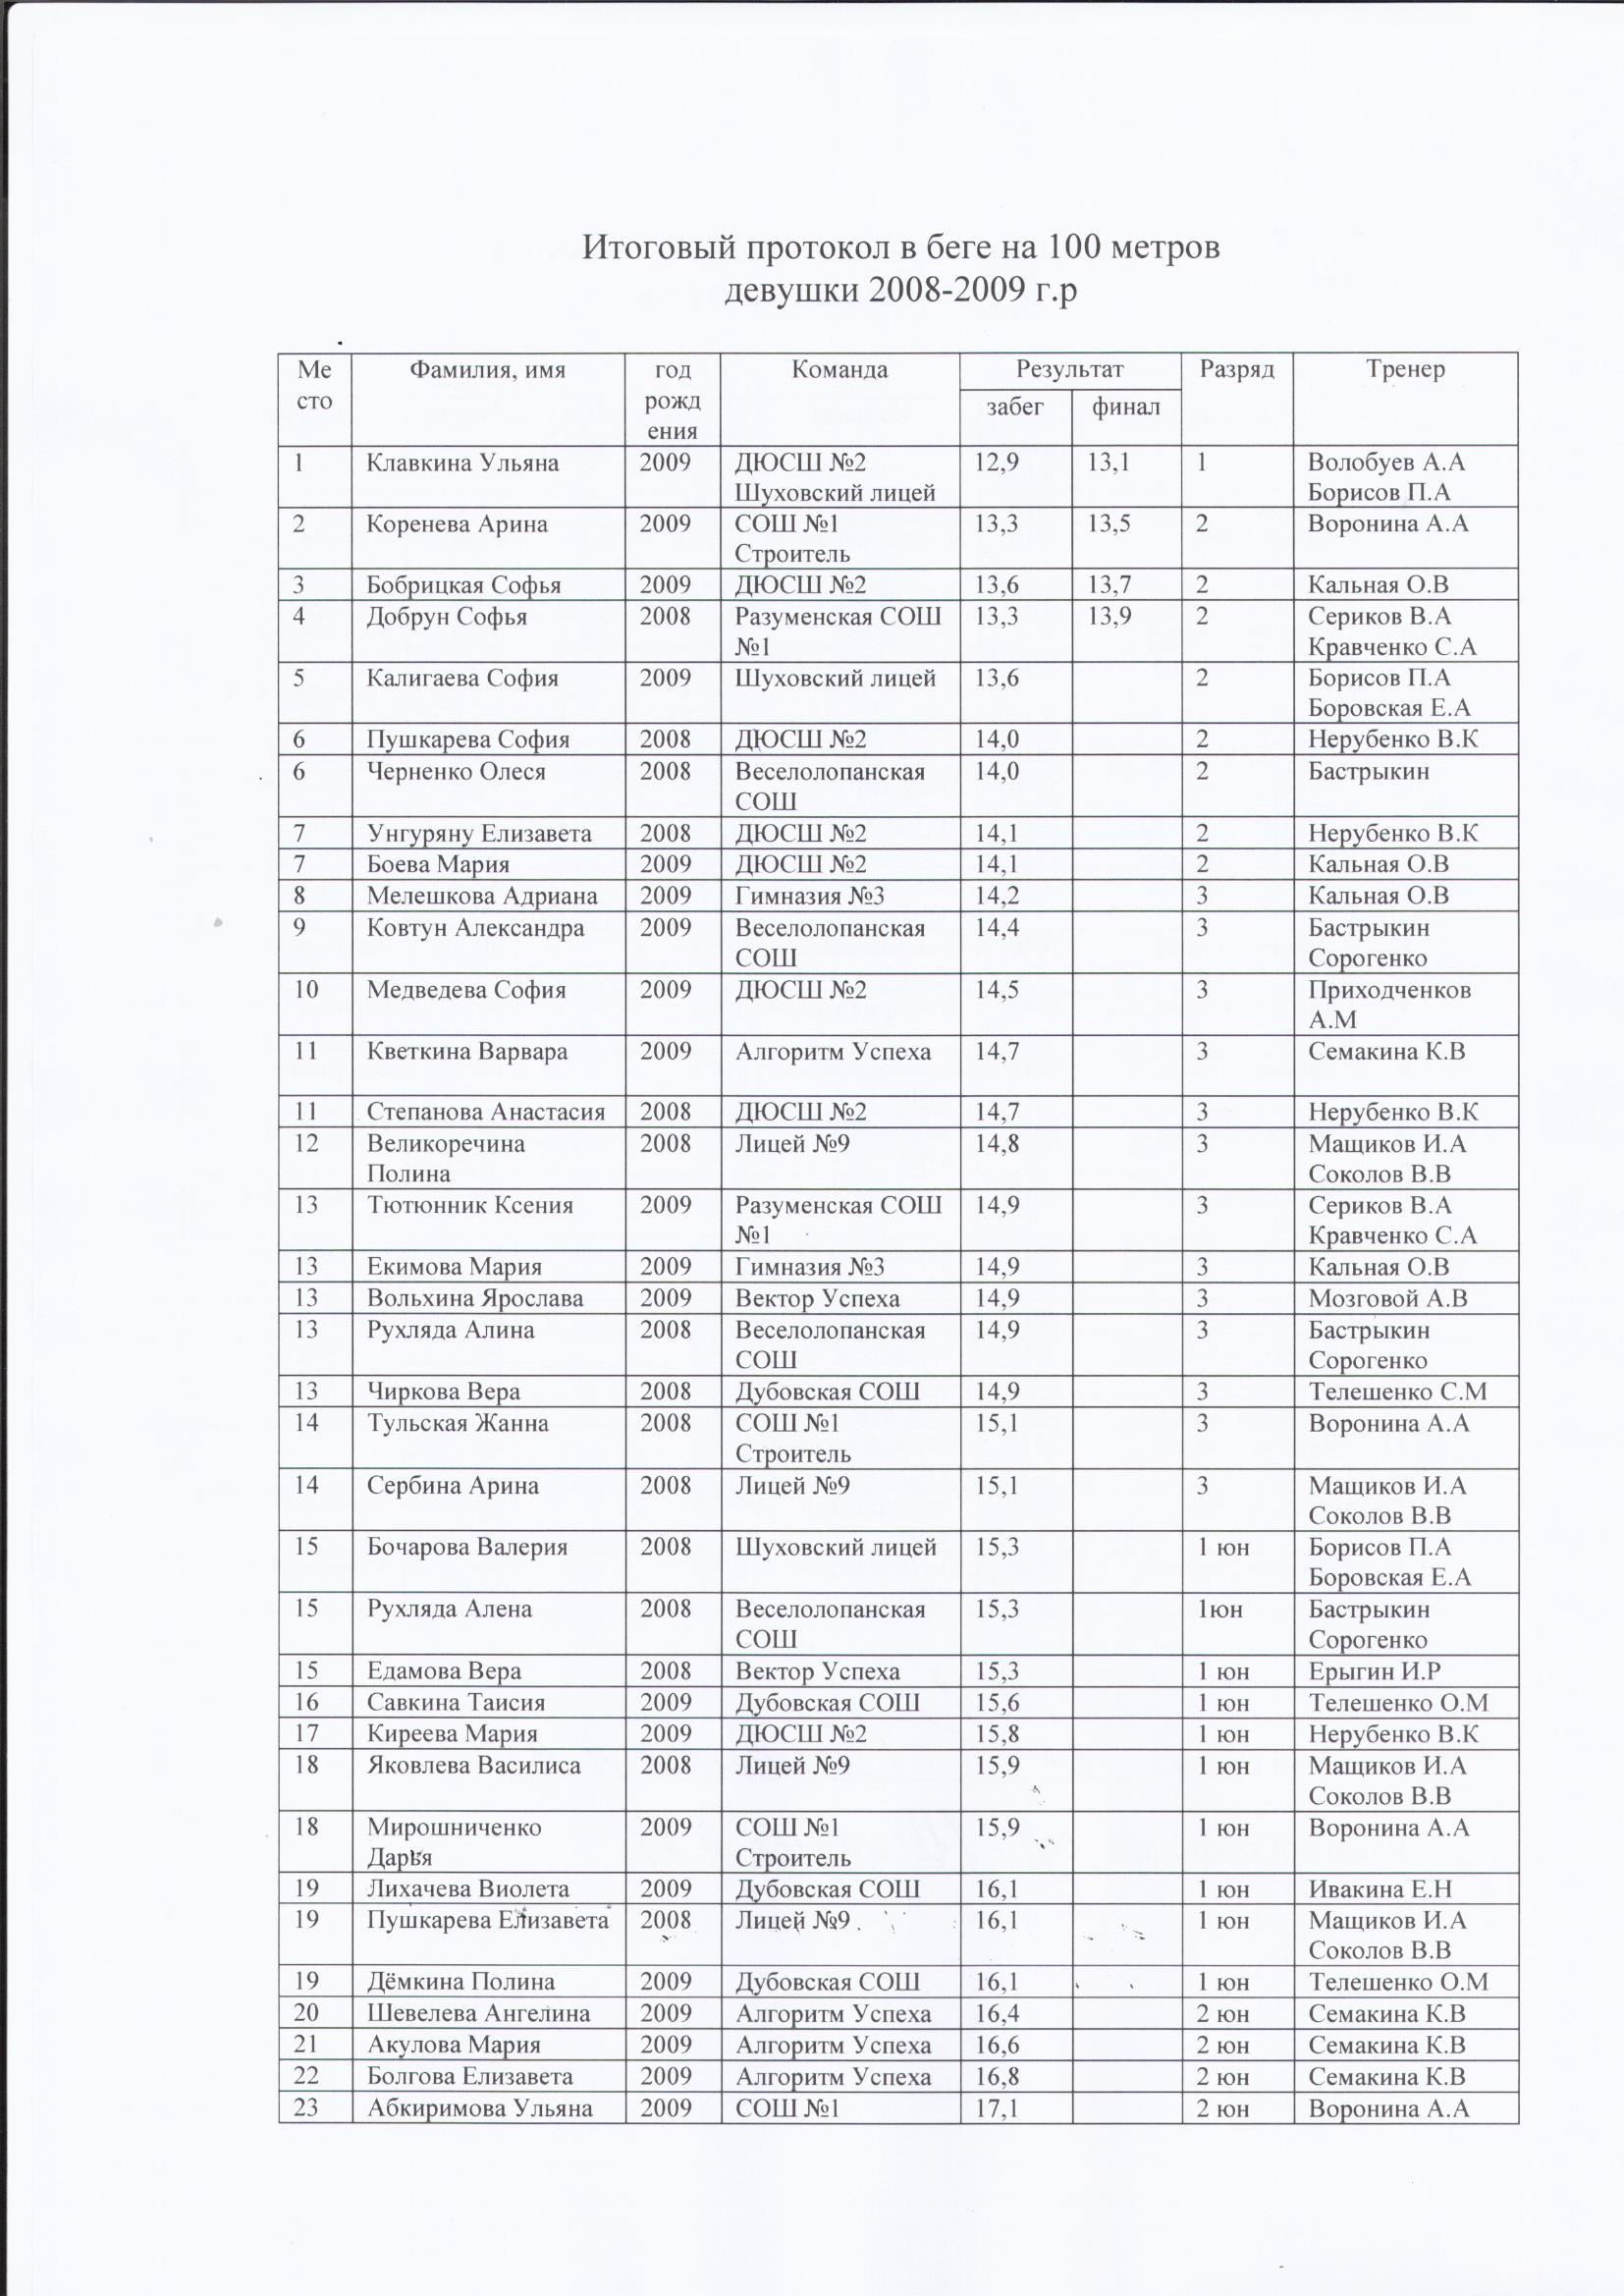 Итоговый протокол в беге на 100 метров
девушки 2008-2009 г.р
Ме Фамилия, имя год Команда Результат Разряд Тренер
сто рожд забег финал
ения
1 Клавкина Ульяна 2009 ДЮСШ №2 12,9 13,1 1 Волобуев А.А
Шуховский лицей Борисов П.А
2 Коренева Арина 2009 СОШ №1 13,3 13,5 2 Воронина А.А
Строитель
3 Бобрицкая Софья 2009 ДЮСШ №2 13,6 13,7 2 Кальная О.В
4 Добрун Софья 2008 Разуменская СОШ 13,3 13,9 2 Сериков В.А
№1 Кравченко С.А
5 Калигаева София 2009 Шуховский лицей 13,6 2 Борисов П.А
Боровская Е.А
6 Пушкарева София 2008 ДЮСШ №2 14,0 2 Нерубенко В.К
6 Черненко Олеся 2008 Веселолопанская 14,0 2 Бастрыкин
СОШ
7 Унгуряну Елизавета 2008 ДЮСШ №2 14,1 2 Нерубенко В.К
7 Боева Мария 2009 ДЮСШ №2 14,1 2 Кальная О.В
8 Мелешкова Адриана 2009 Гимназия №3 14,2 3 Кальная О.В
9 Ковтун Александра 2009 Веселолопанская 14,4 3 Бастрыкин
СОШ Сорогенко
10 Медведева София 2009 ДЮСШ №2 14,5 3 Приходченков
А.М
11 Кветкина Варвара 2009 Алгоритм Успеха 14,7 3 Семакина К.В
11 Степанова Анастасия 2008 ДЮСШ №2 14,7 3 Нерубенко В.К
12 Великоречина 2008 Лицей №9 14,8 3 Мащиков И.А
Полина Соколов В.В
13 Тютюнник Ксения 2009 Разуменская СОШ 14,9 3 Сериков В.А
№1 Кравченко С.А
13 Екимова Мария 2009 Гимназия №3 14,9 3 Кальная О.В
13 Вольхина Ярослава 2009 Вектор Успеха 14,9 3 Мозговой А.В
13 Рухляда Алина 2008 Веселолопанская 14,9 3 Бастрыкин
СОШ Сорогенко
13 Чиркова Вера 2008 Дубовская СОШ 14,9 3 Телешенко С.М
14 Тульская Жанна 2008 СОШ №1 15,1 3 Воронина А.А
Строитель
14 Сербина Арина 2008 Лицей №9 15,1 3 Мащиков И.А
Соколов В.В
15 Бочарова Валерия 2008 Шуховский лицей 15,3 1 юн Борисов П.А
Боровская Е.А
15 Рухляда Алена 2008 Веселолопанская 15,3 1юн Бастрыкин
СОШ Сорогенко
15 Едамова Вера 2008 Вектор Успеха 15,3 1 юн Ерыгин И.Р
16 Савкина Таисия 2009 Дубовская СОШ 15,6 1 юн Телешенко О.М
17 Киреева Мария 2009 ДЮСШ №2 15,8 1 юн Нерубенко В.К
18 Яковлева Василиса 2008 Лицей №9 15,9 1 юн Мащиков И.А
Соколов В.В
18 Мирошниченко 2009 СОШ №1 15,9 1 юн Воронина А.А
Дарья Строитель
19 Лихачева Виолета 2009 Дубовская СОШ 16,1 1 юн Ивакина Е.Н
19 Пушкарева Елизавета 2008 Лицей №9 16,1 1 юн Мащиков И.А
Соколов В.В
19 Дёмкина Полина 2009 Дубовская СОШ 16,1 1 юн Телешенко О.М
20 Шевелева Ангелина 2009 Алгоритм Успеха 16,4 2 юн Семакина К.В
21 Акулова Мария 2009 Алгоритм Успеха 16,6 2 юн Семакина К.В
22 Болгова Елизавета 2009 Алгоритм Успеха 16,8 2 юн Семакина К.В
23 Абкиримова Ульяна 2009 СОШ №1 17,1 2 юн Воронина А.А